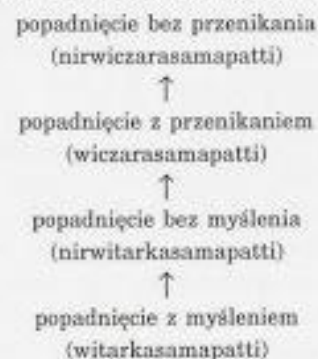 popadnięcie bez przenikania
(nirwiczarasamapatti)
↑
popadnięcie z przenikaniem
(wiczarasamapatti)
↑
popadnięcie bez myślenia
(nirwitarkasamapatti)
↑
popadnięcie z myśleniem
(witarkasamapatti)